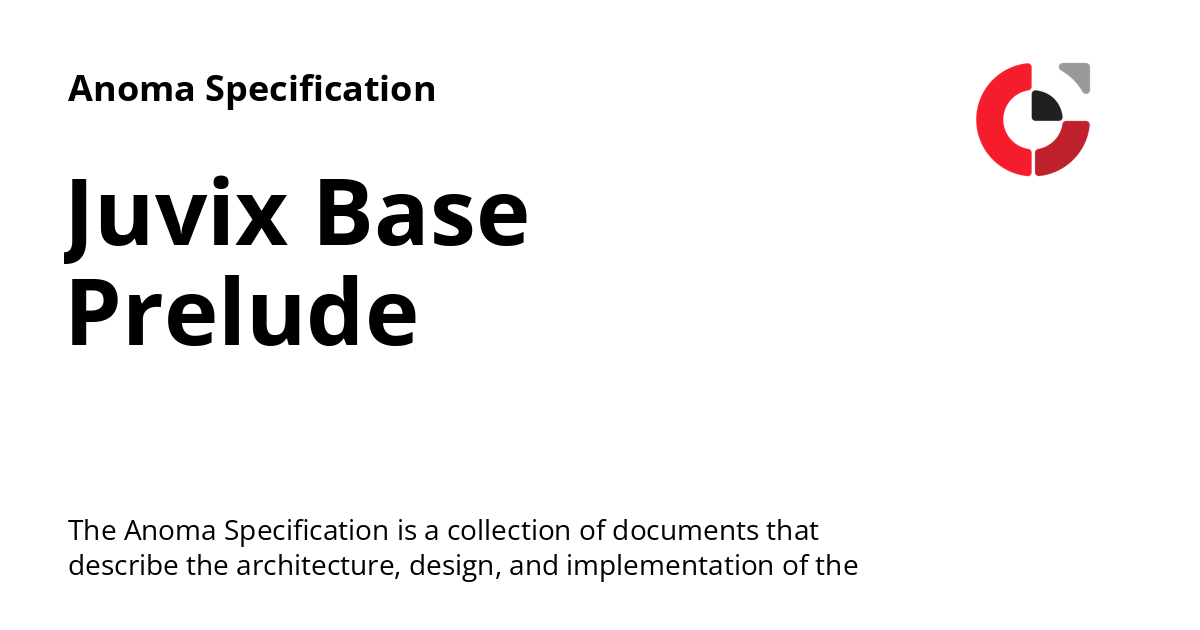 Anoma Specification
Juvix Base
Prelude
The Anoma Specification is a collection of documents that
describe the architecture, design, and implementation of the